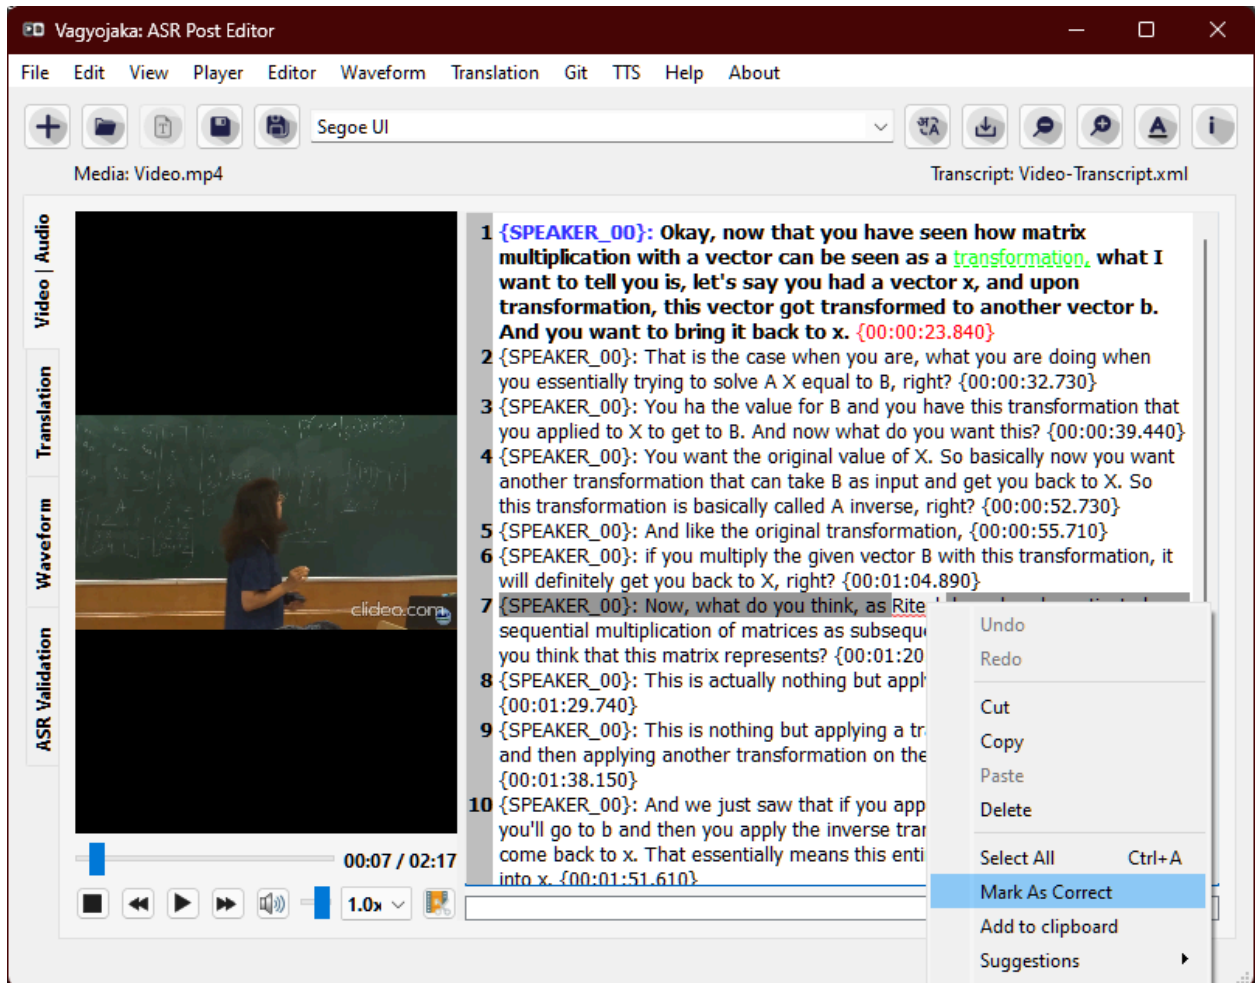 Vagyojaka: ASR Post Editor
File Edit View Player Editor Waveform Translation Git TTS Help About
Segoe UI
Media: Video.mp4
Transcript: Video-Transcript.xml
Video | Audio
Translation
Waveform
ASR Validation
clideo.com
00:07 / 02:17
1.0x
1 {SPEAKER_00}: Okay, now that you have seen how matrix
multiplication with a vector can be seen as a transformation, what I
want to tell you is, let's say you had a vector x, and upon
transformation, this vector got transformed to another vector b.
And you want to bring it back to x. {00:00:23.840}
2 {SPEAKER_00}: That is the case when you are, what you are doing when
you essentially trying to solve A X equal to B, right? {00:00:32.730}
3 {SPEAKER_00}: You ha the value for B and you have this transformation that
you applied to X to get to B. And now what do you want this? {00:00:39.440}
4 {SPEAKER_00}: You want the original value of X. So basically now you want
another transformation that can take B as input and get you back to X. So
this transformation is basically called A inverse, right? {00:00:52.730}
5 {SPEAKER_00}: And like the original transformation, {00:00:55.710}
6 {SPEAKER_00}: if you multiply the given vector B with this transformation, it
will definitely get you back to X, right? {00:01:04.890}
7 {SPEAKER_00}: Now, what do you think, as
sequential multiplication of matrices as subseque
you think that this matrix represents? {00:01:20
8 {SPEAKER_00}: This is actually nothing but appl
{00:01:29.740}
9 {SPEAKER_00}: This is nothing but applying a tr
and then applying another transformation on the
{00:01:38.150}
10 {SPEAKER_00}: And we just saw that if you app
you'll go to b and then you apply the inverse tra
come back to x. That essentially means this enti
into x. {00:01:51.610}
Undo
Redo
Cut
Copy
Paste
Delete
Select All Ctrl+A
Mark As Correct
Add to clipboard
Suggestions